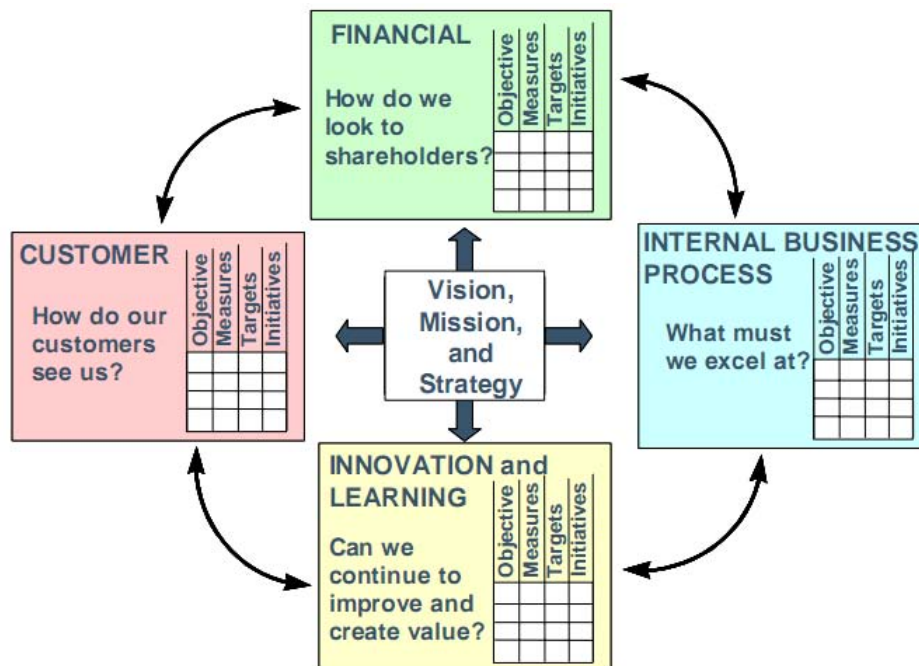 FINANCIAL
How do we
look to
shareholders?
Objective
Measures
Targets
Initiatives
CUSTOMER
How do our
customers
see us?
Objective
Measures
Targets
Initiatives
Vision,
Mission,
and
Strategy
INTERNAL BUSINESS
PROCESS
What must
we excel at?
Objective
Measures
Targets
Initiatives
INNOVATION and
LEARNING
Can we
continue to
improve and
create value?
Objective
Measures
Targets
Initiatives